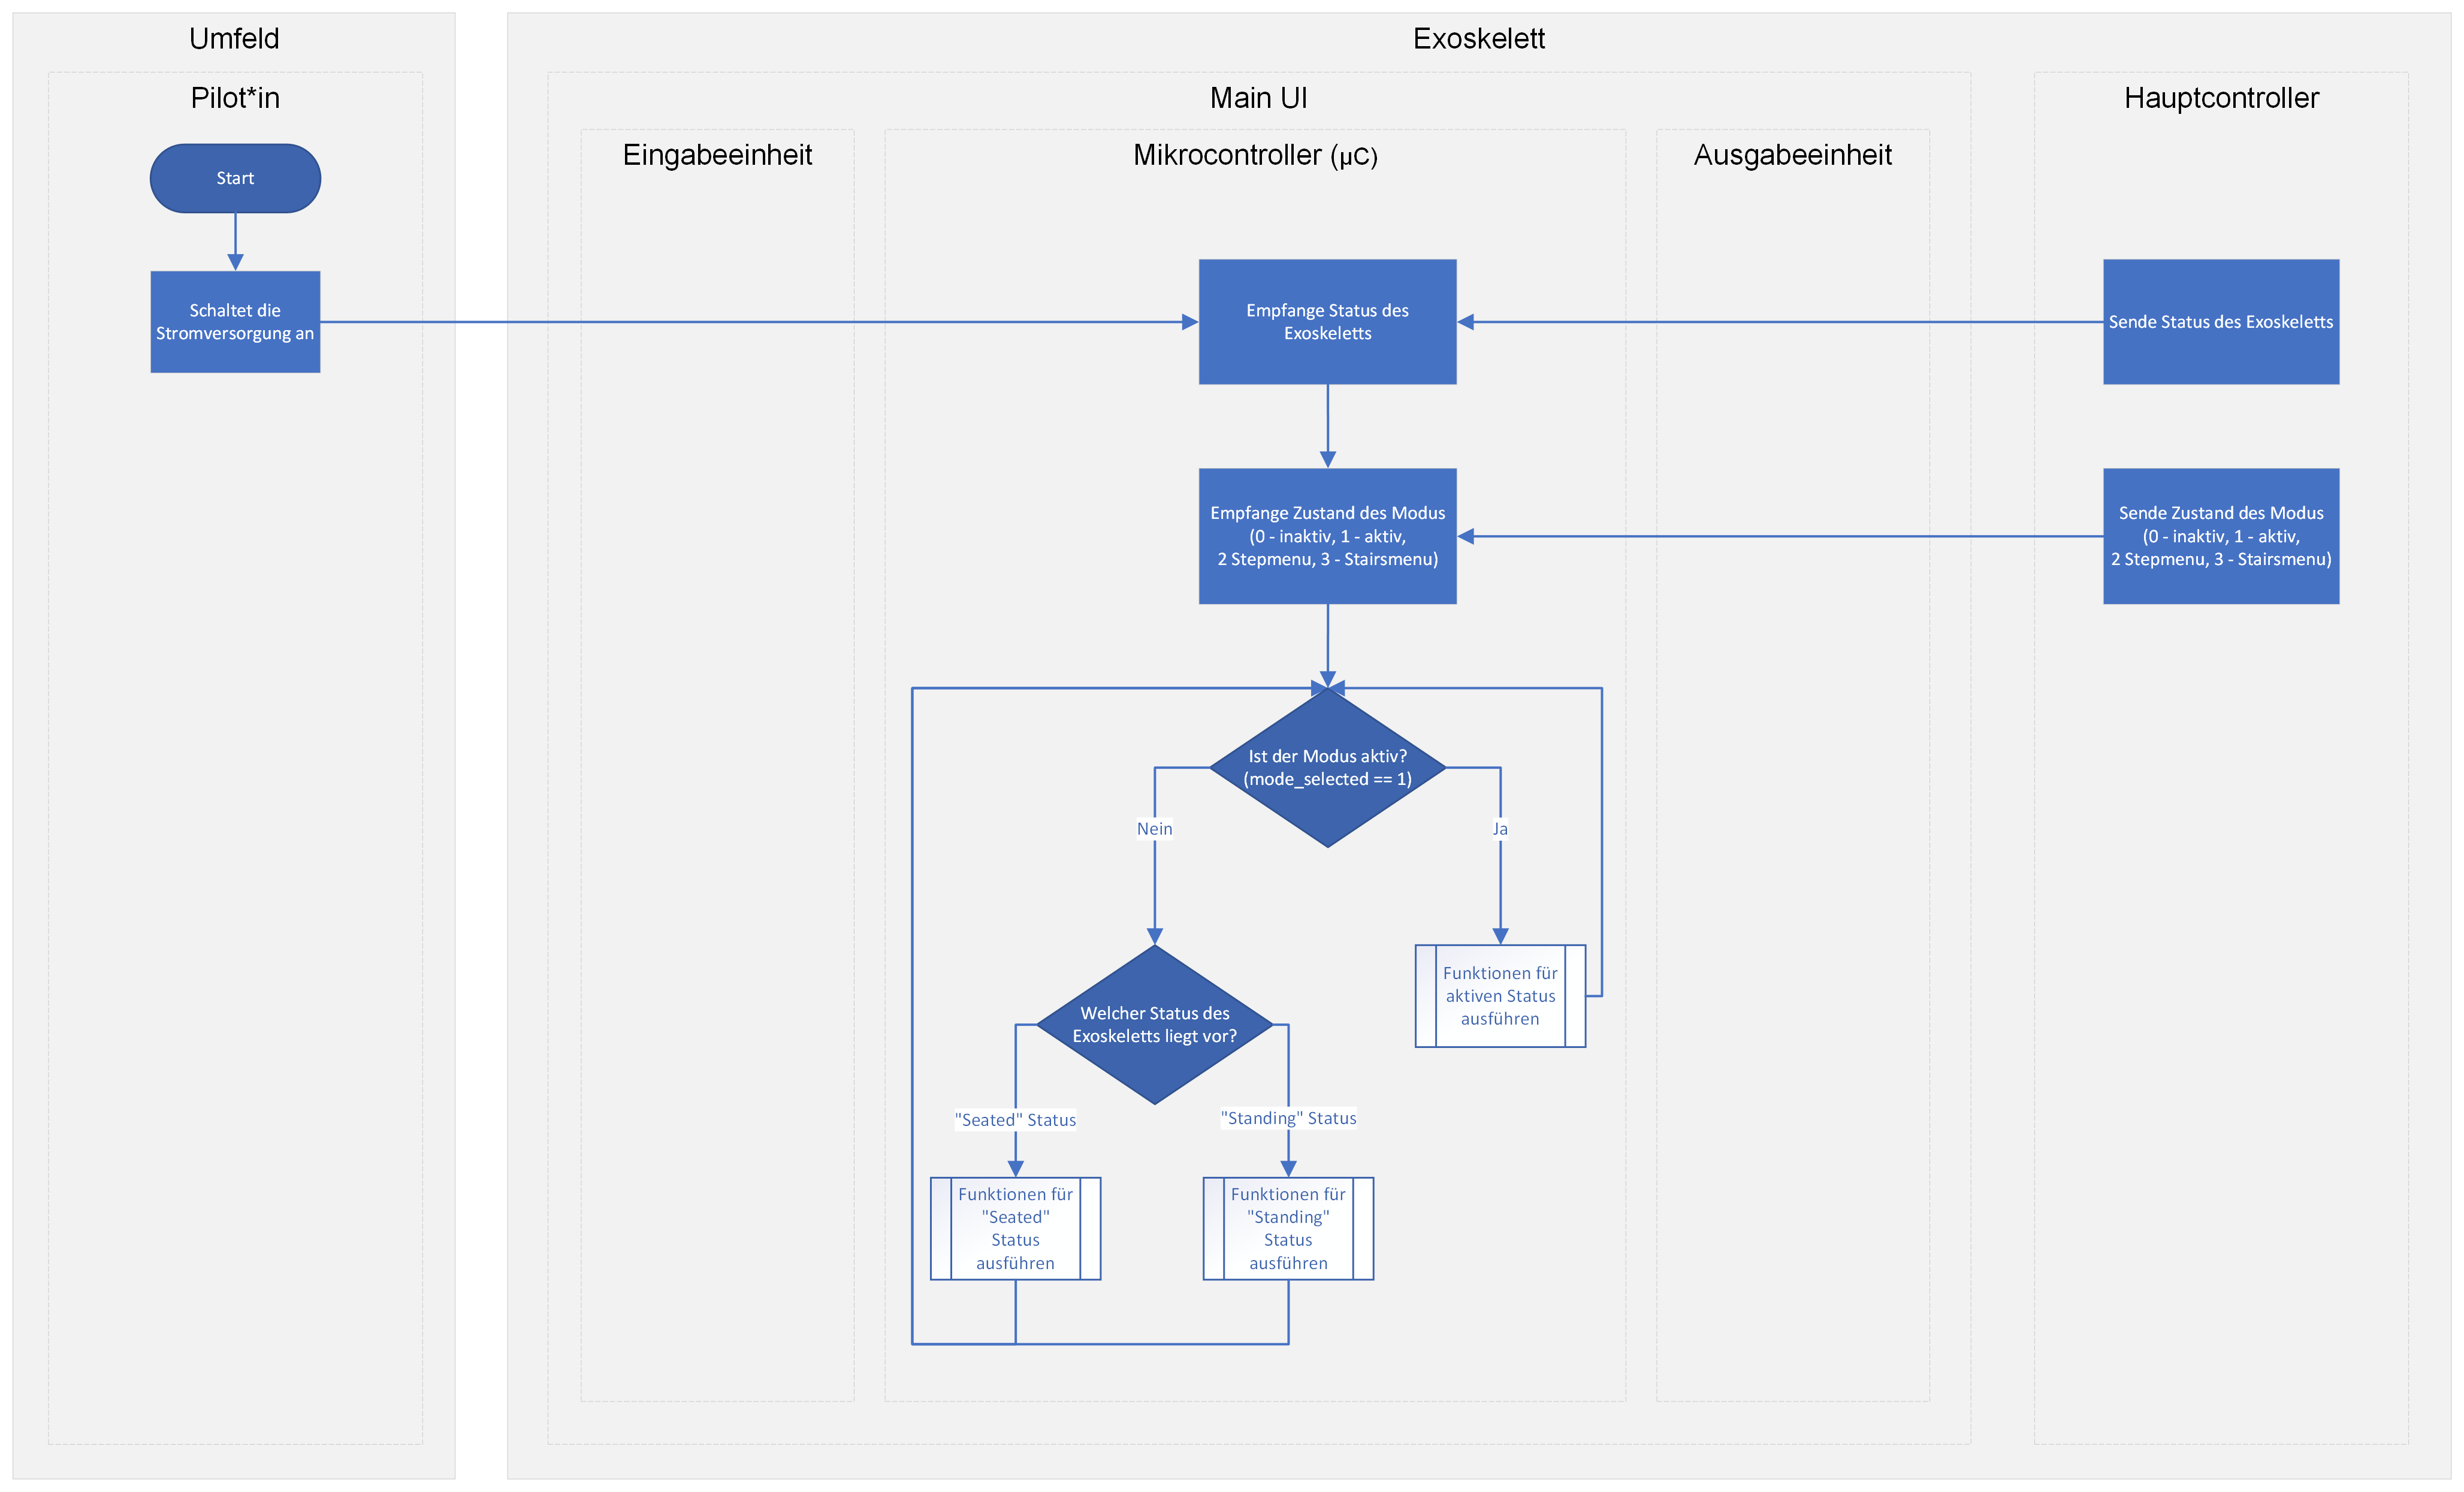 Umfeld
Pilot*in
Start
Schaltet die
Stromversorgung an
Exoskelett
Main UI
Eingabeeinheit
Mikrocontroller (µC)
Ausgabeeinheit
Hauptcontroller
Empfange Status des
Exoskeletts
Sende Status des Exoskeletts
Empfange Zustand des Modus
(0 - inaktiv, 1 - aktiv,
2 Stepmenu, 3 - Stairsmenu)
Sende Zustand des Modus
(0 - inaktiv, 1 - aktiv,
2 Stepmenu, 3 - Stairsmenu)
Ist der Modus aktiv?
(mode_selected == 1)
Nein
Ja
Welcher Status des
Exoskeletts liegt vor?
Funktionen für
aktiven Status
ausführen
"Seated" Status
"Standing" Status
Funktionen für
"Seated"
Status
ausführen
Funktionen für
"Standing"
Status
ausführen